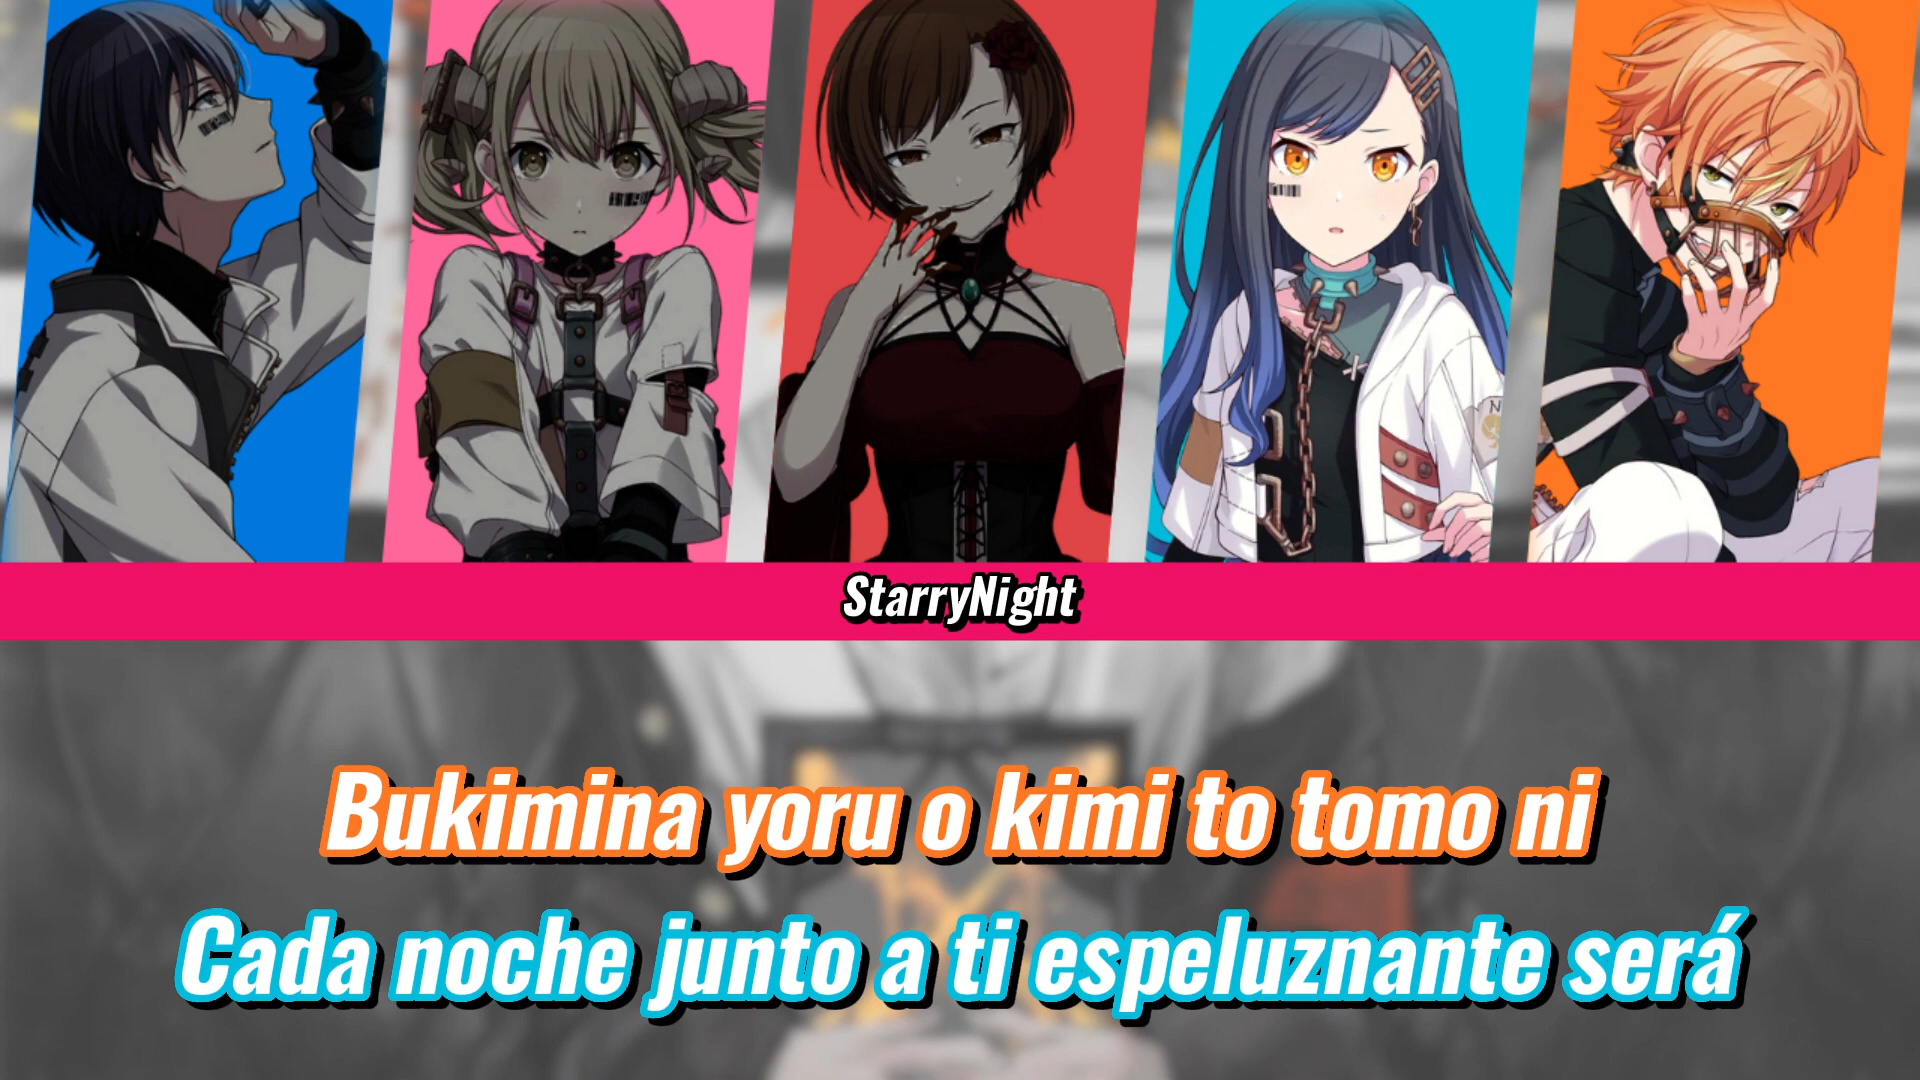 StarryNight
Bukimina yoru o kimi to tomo ni
Cada noche junto a ti espeluznante será